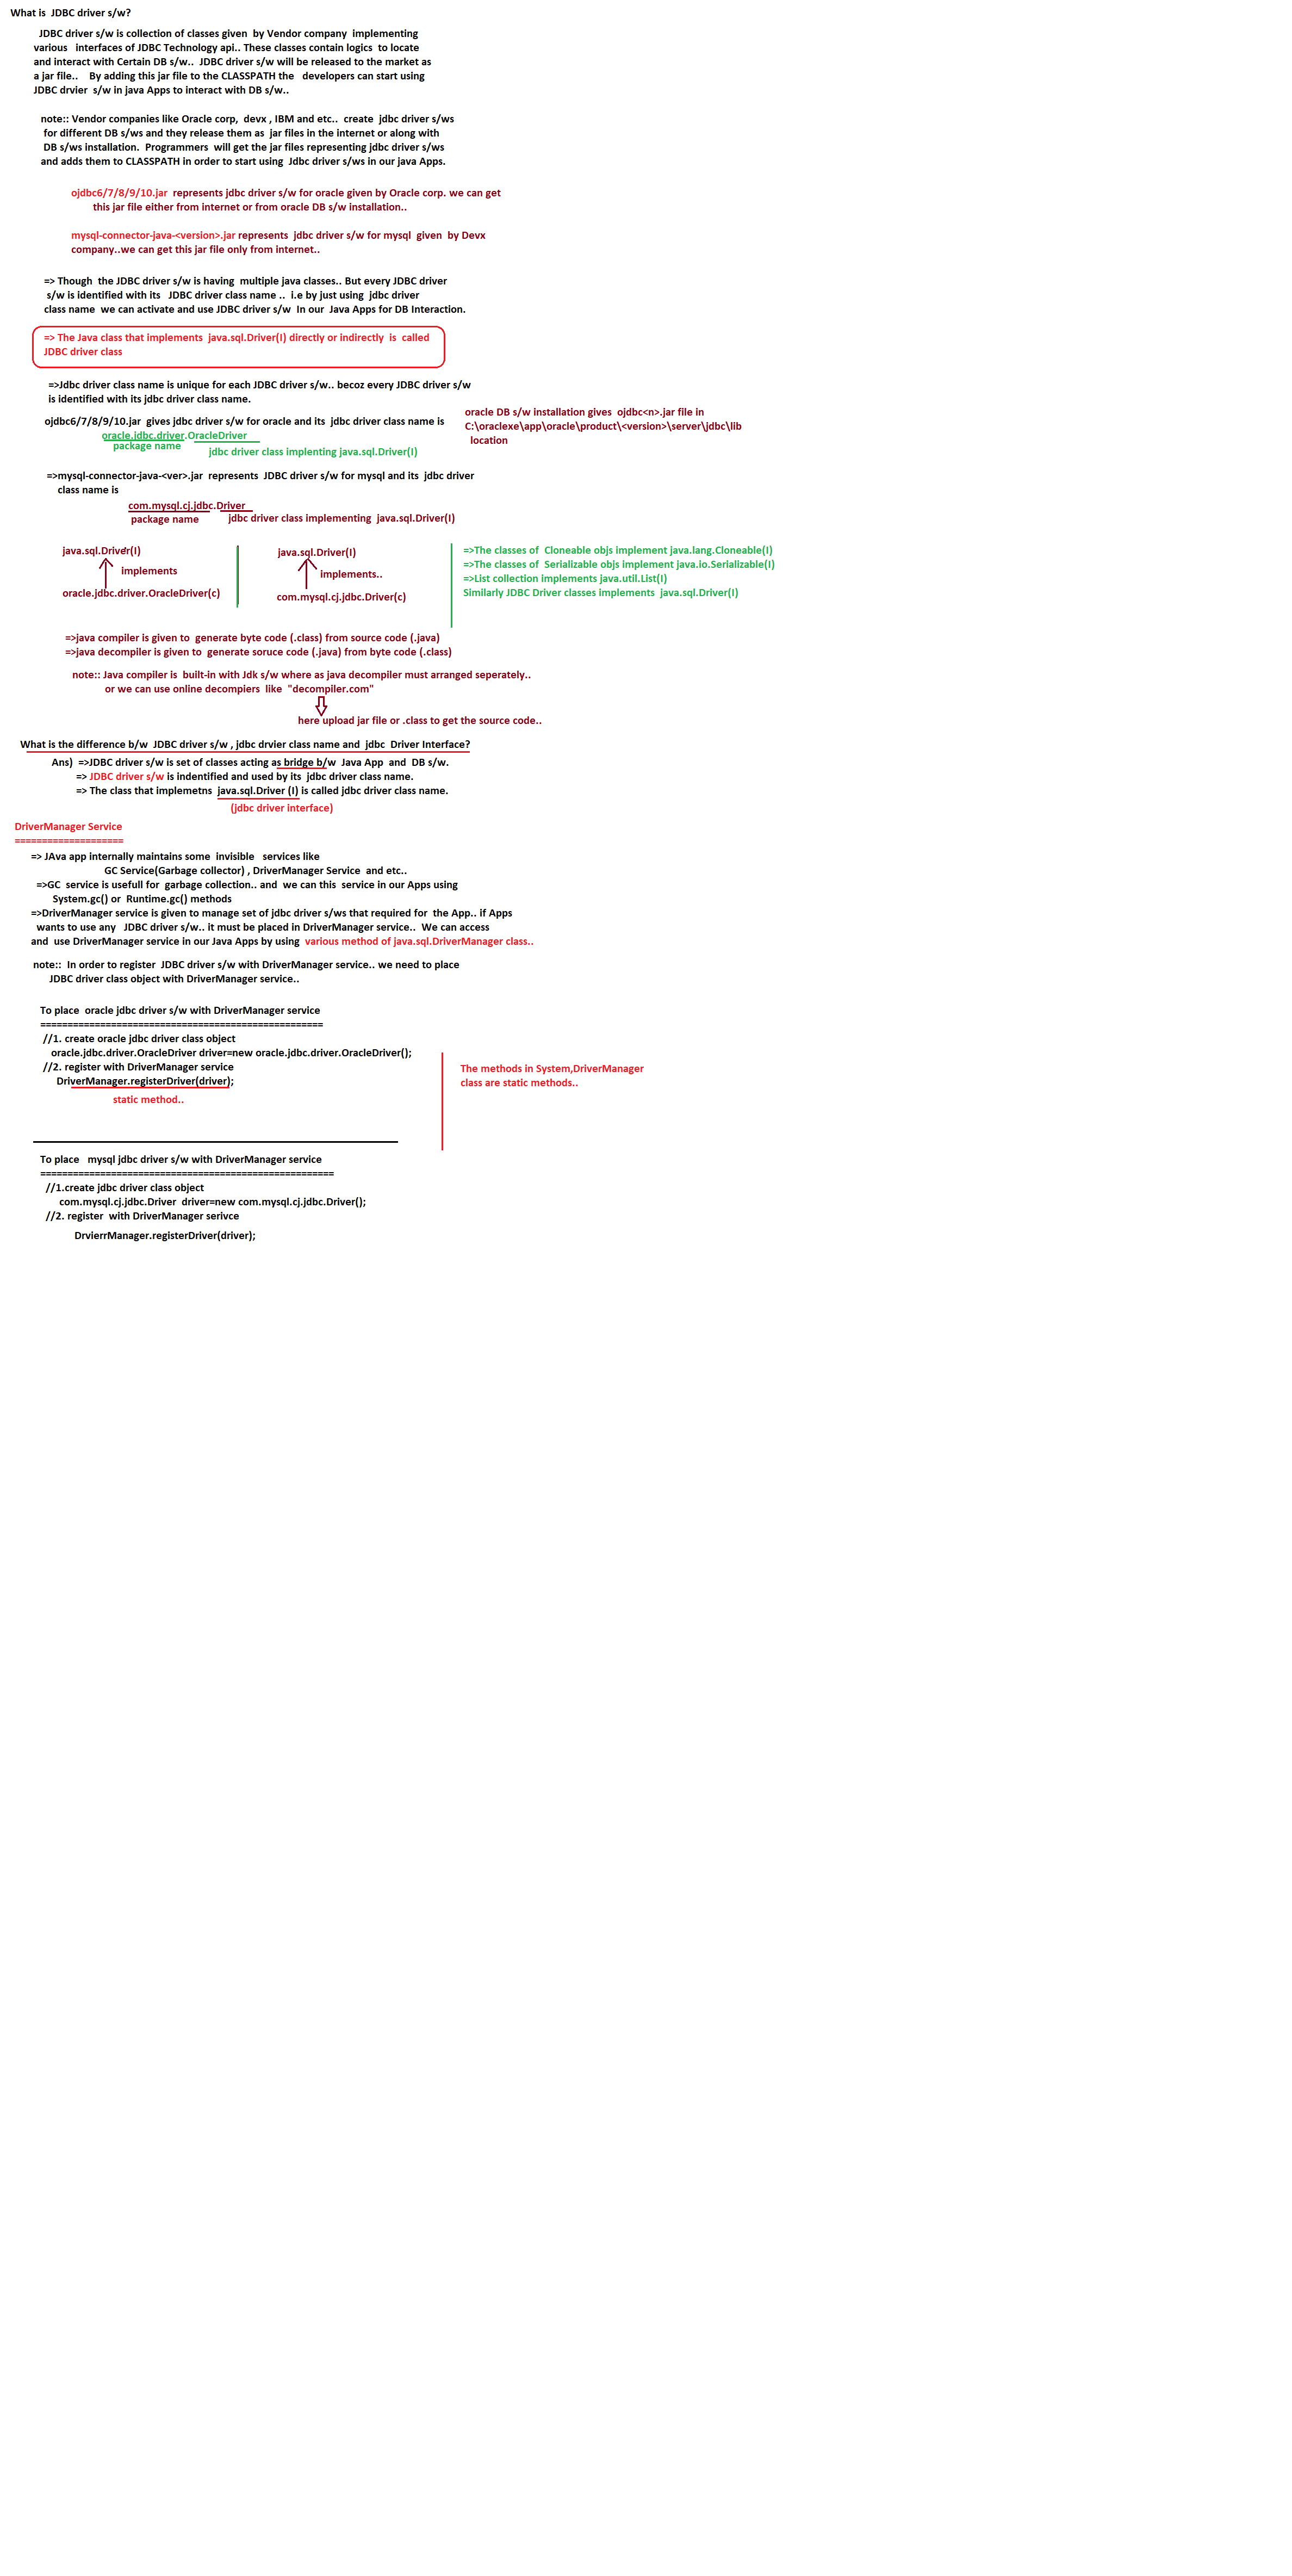 What is  JDBC driver s/w?
JDBC driver s/w is collection of classes given  by Vendor company  implementing
various   interfaces of JDBC Technology api.. These classes contain logics  to locate
and interact with Certain DB s/w..  JDBC driver s/w will be released to the market as
a jar file..    By adding this jar file to the CLASSPATH the   developers can start using
JDBC drvier  s/w in java Apps to interact with DB s/w..
note:: Vendor companies like Oracle corp,  devx , IBM and etc..  create  jdbc driver s/ws
for different DB s/ws and they release them as  jar files in the internet or along with
DB s/ws installation.  Programmers  will get the jar files representing jdbc driver s/ws
and adds them to CLASSPATH in order to start using  Jdbc driver s/ws in our java Apps.
ojdbc6/7/8/9/10.jar  represents jdbc driver s/w for oracle given by Oracle corp. we can get
this jar file either from internet or from oracle DB s/w installation..
mysql-connector-java-<version>.jar represents  jdbc driver s/w for mysql  given  by Devx
company..we can get this jar file only from internet..
=> Though  the JDBC driver s/w is having  multiple java classes.. But every JDBC driver
s/w is identified with its   JDBC driver class name ..  i.e by just using  jdbc driver
class name  we can activate and use JDBC driver s/w  In our  Java Apps for DB Interaction.
=> The Java class that implements  java.sql.Driver(I) directly or indirectly  is  called
JDBC driver class
=>Jdbc driver class name is unique for each JDBC driver s/w.. becoz every JDBC driver s/w
is identified with its jdbc driver class name.
ojdbc6/7/8/9/10.jar  gives jdbc driver s/w for oracle and its  jdbc driver class name is
oracle.jdbc.driver.OracleDriver
package name
jdbc driver class implenting java.sql.Driver(I)
oracle DB s/w installation gives  ojdbc<n>.jar file in
C:\oraclexe\app\oracle\product\<version>\server\jdbc\lib
location
=>mysql-connector-java-<ver>.jar  represents  JDBC driver s/w for mysql and its  jdbc driver
class name is
com.mysql.cj.jdbc.Driver
package name
jdbc driver class implementing  java.sql.Driver(I)
java.sql.Driver(I)
implements
oracle.jdbc.driver.OracleDriver(c)
java.sql.Driver(I)
implements..
com.mysql.cj.jdbc.Driver(c)
=>The classes of  Cloneable objs implement java.lang.Cloneable(I)
=>The classes of  Serializable objs implement java.io.Serializable(I)
=>List collection implements java.util.List(I)
Similarly JDBC Driver classes implements  java.sql.Driver(I)
=>java compiler is given to  generate byte code (.class) from source code (.java)
=>java decompiler is given to  generate soruce code (.java) from byte code (.class)
note:: Java compiler is  built-in with Jdk s/w where as java decompiler must arranged seperately..
or we can use online decompiers  like  "decompiler.com"
here upload jar file or .class to get the source code..
What is the difference b/w  JDBC driver s/w , jdbc drvier class name and  jdbc  Driver Interface?
Ans)  =>JDBC driver s/w is set of classes acting as bridge b/w  Java App  and  DB s/w.
=> JDBC driver s/w is indentified and used by its  jdbc driver class name.
=> The class that implemetns  java.sql.Driver (I) is called jdbc driver class name.
(jdbc driver interface)
DriverManager Service
====================
=> JAva app internally maintains some  invisible   services like
GC Service(Garbage collector) , DriverManager Service  and etc..
=>GC  service is usefull for  garbage collection.. and  we can this  service in our Apps using
System.gc() or  Runtime.gc() methods
=>DriverManager service is given to manage set of jdbc driver s/ws that required for  the App.. if Apps
wants to use any   JDBC driver s/w.. it must be placed in DriverManager service..  We can access
and  use DriverManager service in our Java Apps by using  various method of java.sql.DriverManager class..
note::  In order to register  JDBC driver s/w with DriverManager service.. we need to place
JDBC driver class object with DriverManager service..
To place  oracle jdbc driver s/w with DriverManager service
====================================================
//1. create oracle jdbc driver class object
oracle.jdbc.driver.OracleDriver driver=new oracle.jdbc.driver.OracleDriver();
//2. register with DriverManager service
DriverManager.registerDriver(driver);
static method..
The methods in System,DriverManager
class are static methods..
To place   mysql jdbc driver s/w with DriverManager service
======================================================
//1.create jdbc driver class object
com.mysql.cj.jdbc.Driver  driver=new com.mysql.cj.jdbc.Driver();
//2. register  with DriverManager serivce
DrvierrManager.registerDriver(driver);